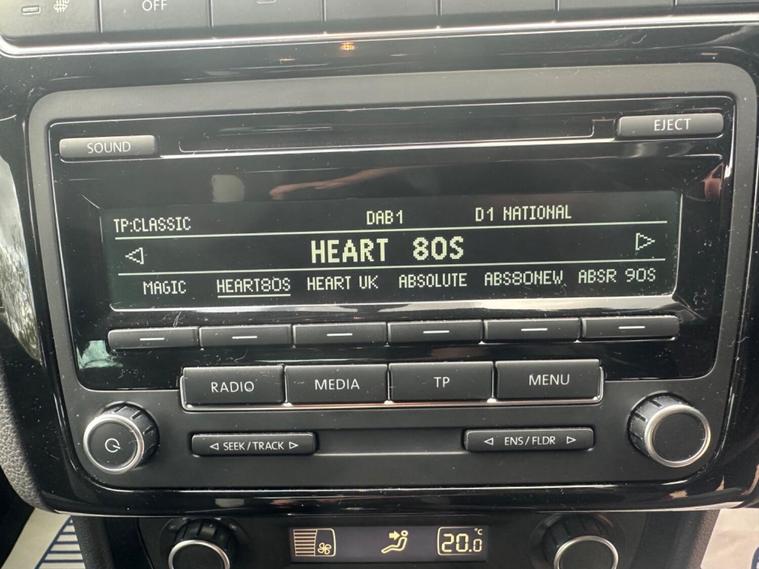 OFF
SOUND
EJECT
TP:CLASSIC DAB1 D1 NATIONAL
HEART 80S
MAGIC HEART80S HEART UK ABSOLUTE ABS80NEW ABSR 90S
RADIO MEDIA TP MENU
SEEK / TRACK ENS / FLDR
20.0 °C